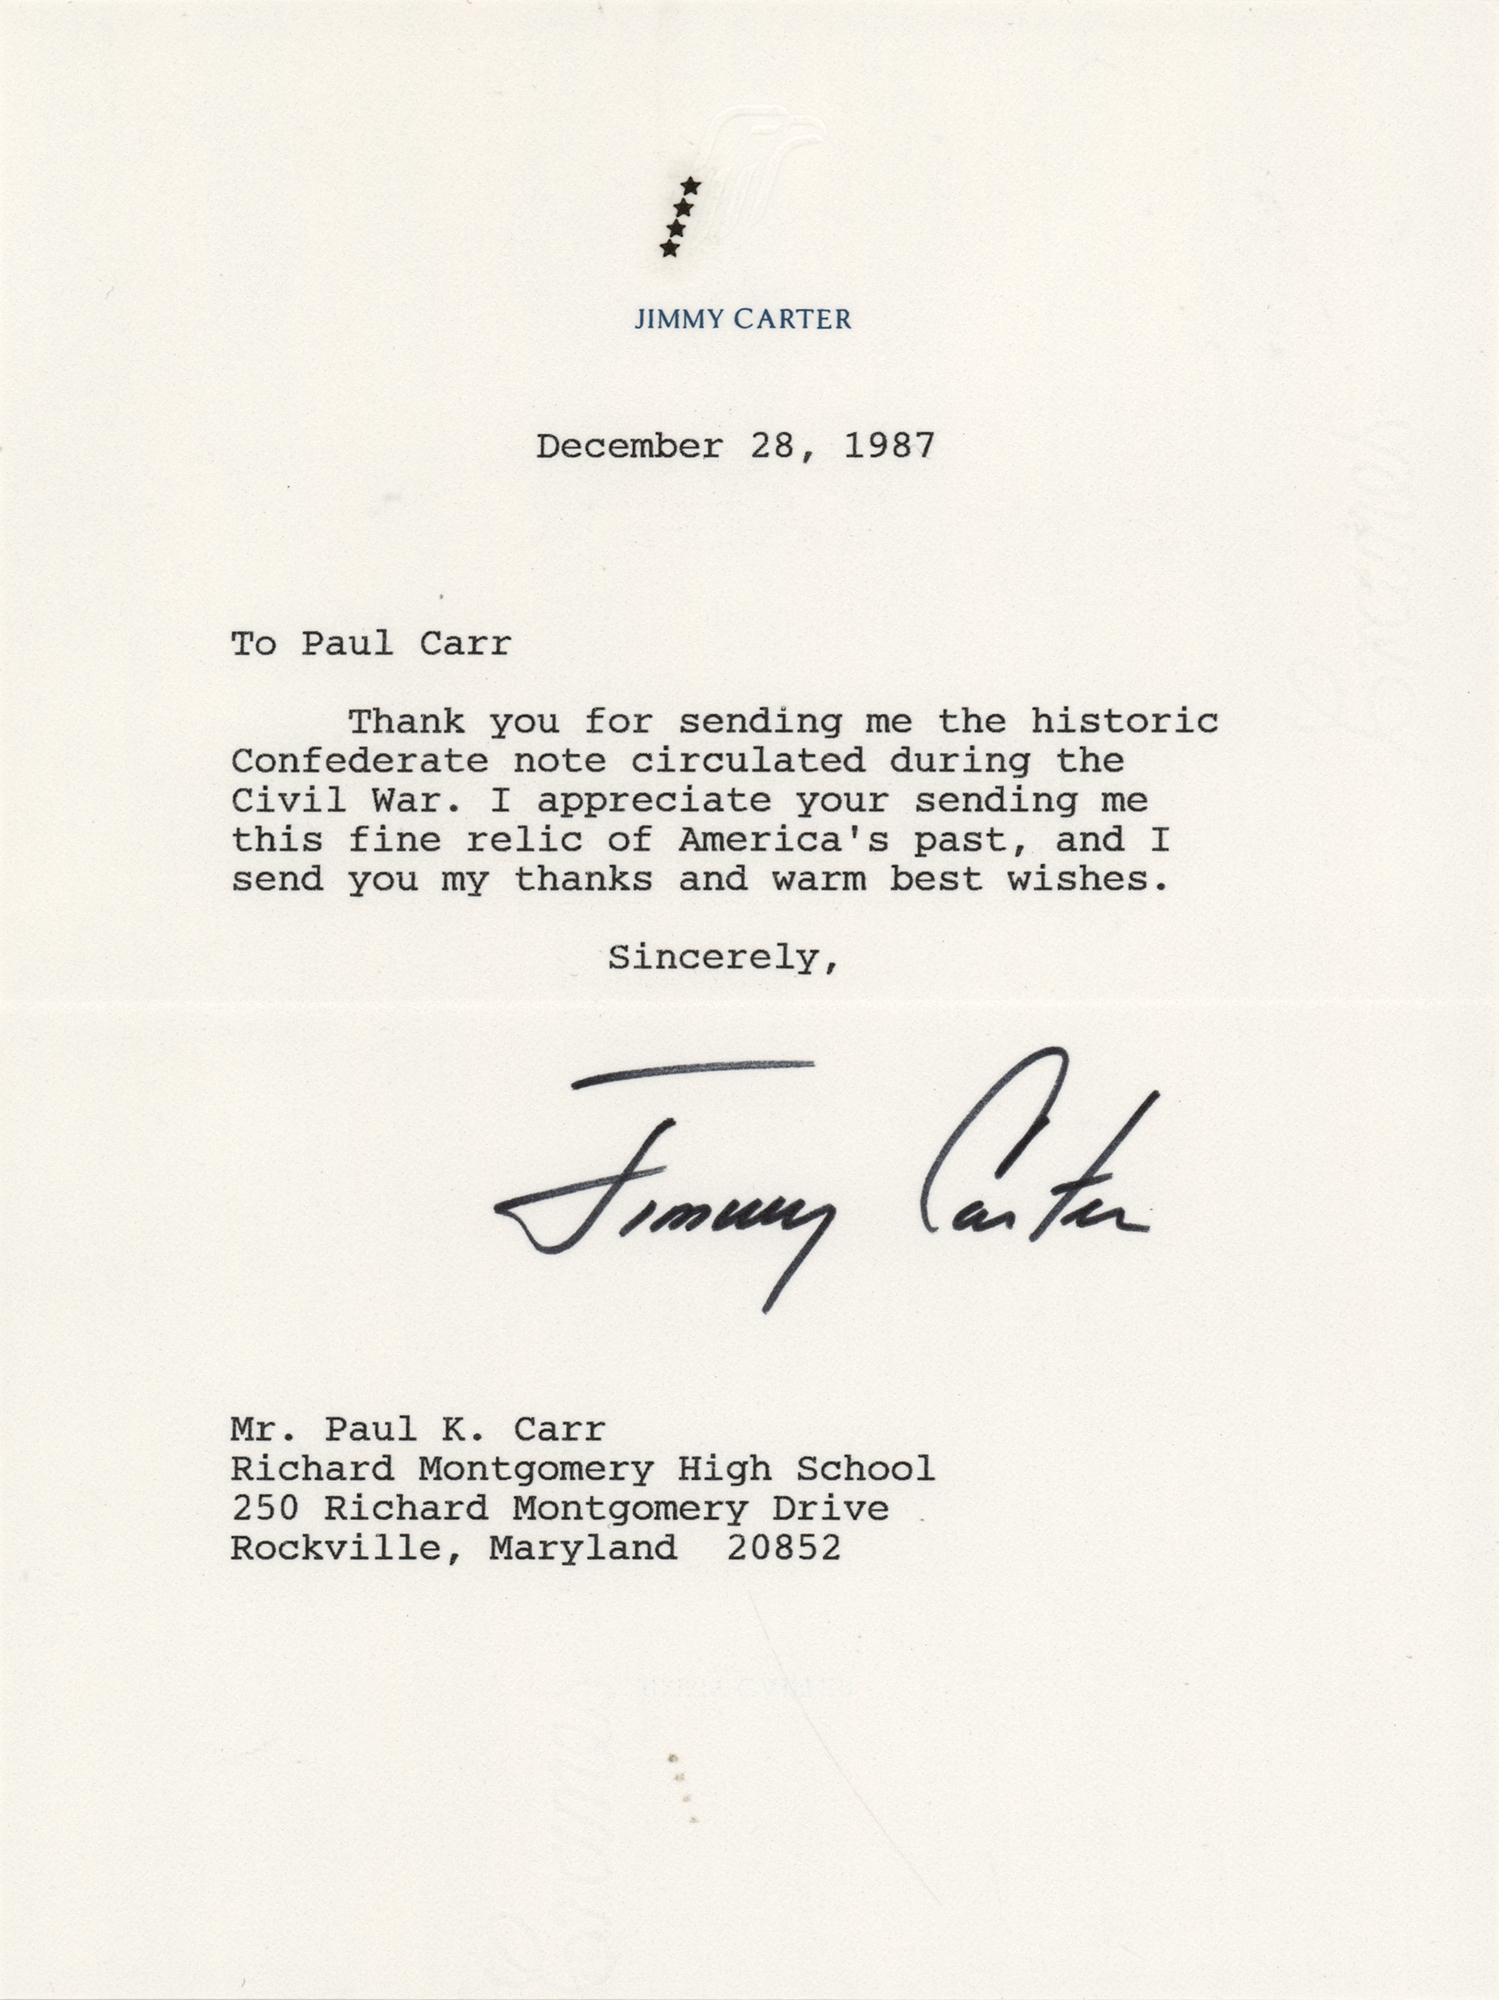 JIMMY CARTER
December 28, 1987
To Paul Carr
Thank you for sending me the historic
Confederate note circulated during the
Civil War. I appreciate your sending me
this fine relic of America's past, and I
send you my thanks and warm best wishes.
Sincerely,
Jimmy Carter
Mr. Paul K. Carr
Richard Montgomery High School
250 Richard Montgomery Drive
Rockville, Maryland  20852